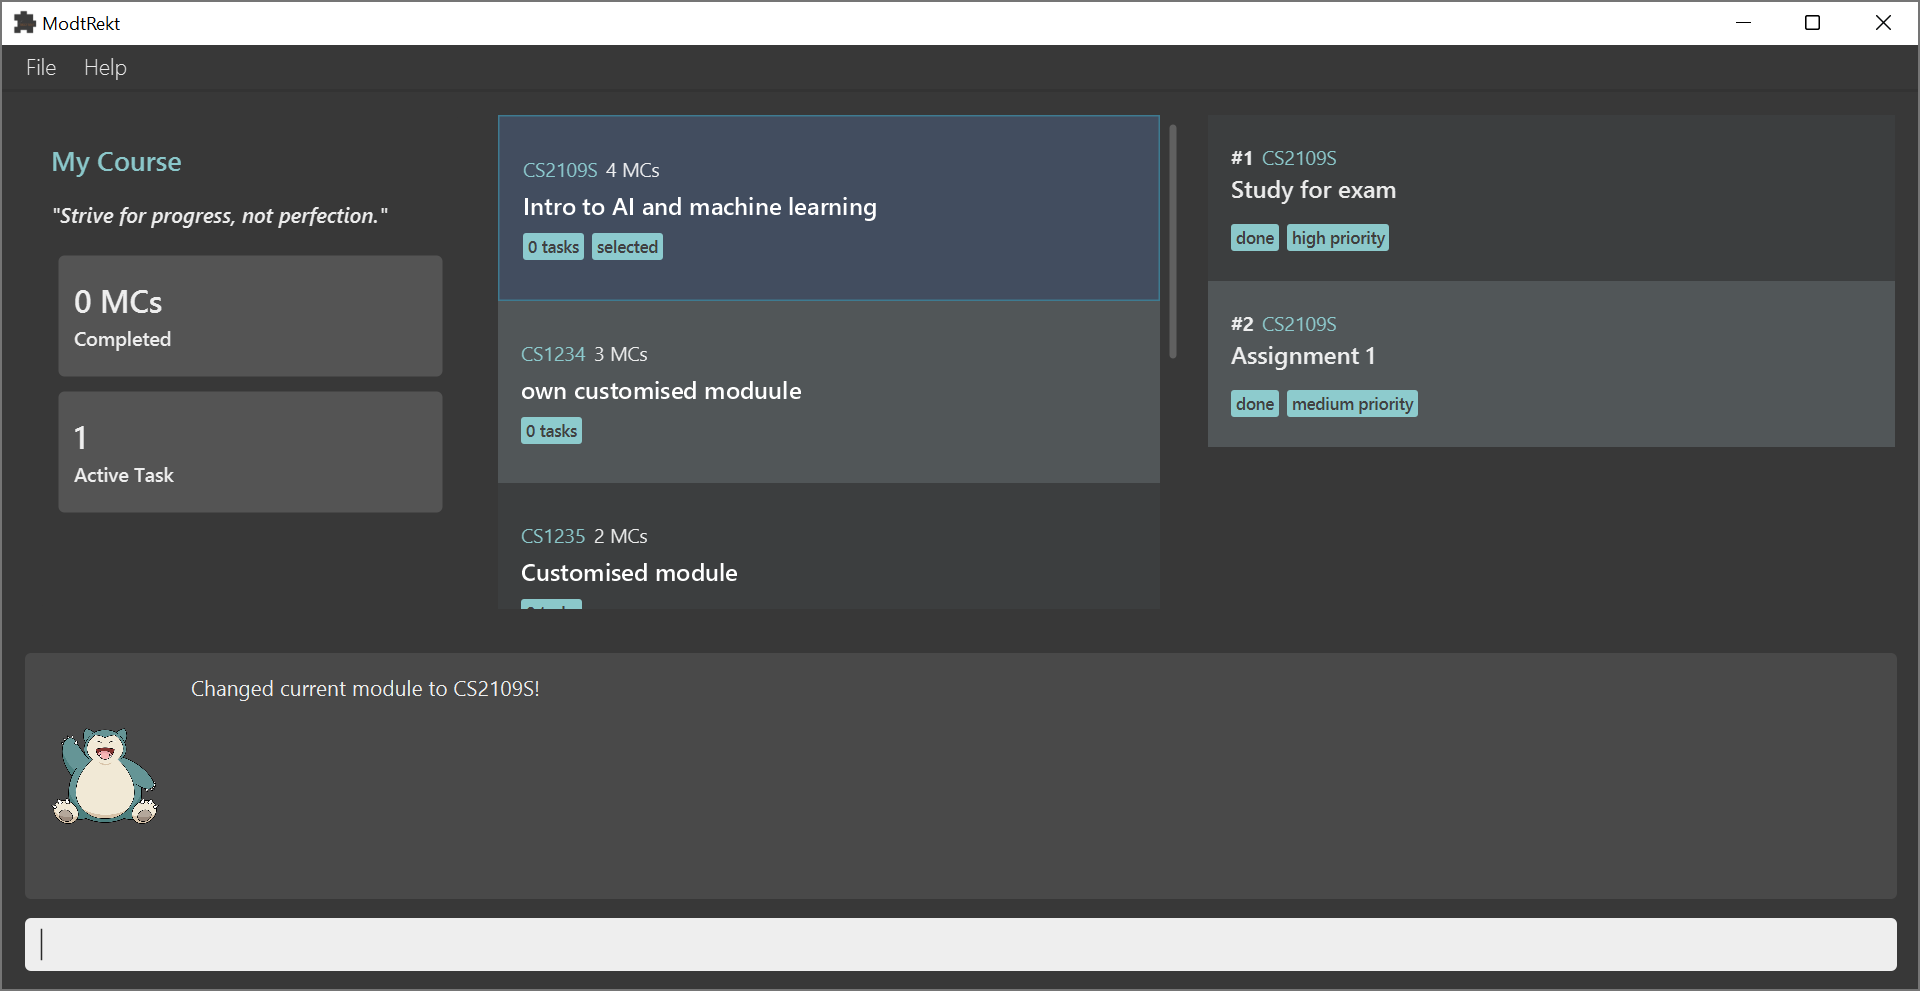 ModtRekt
File Help
My Course
"Strive for progress, not perfection."
0 MCs
Completed
1
Active Task
CS2109S 4 MCs
Intro to AI and machine learning
0 tasks selected
CS1234 3 MCs
own customised moduule
0 tasks
CS1235 2 MCs
Customised module
#1 CS2109S
Study for exam
done high priority
#2 CS2109S
Assignment 1
done medium priority
Changed current module to CS2109S!